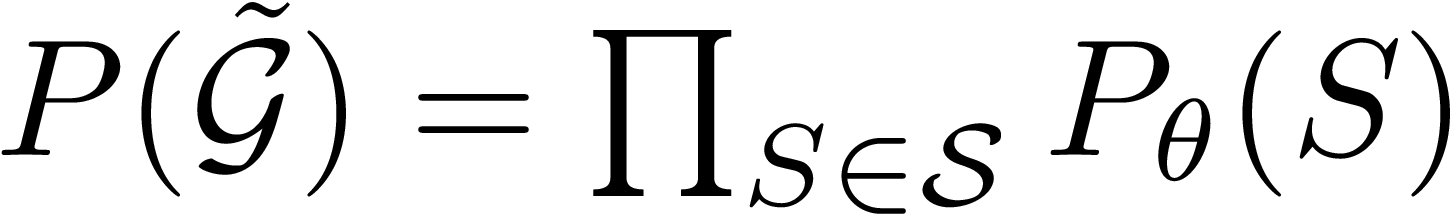 P(𝒢̃) = ∏_{S∈𝒮} P_θ(S)